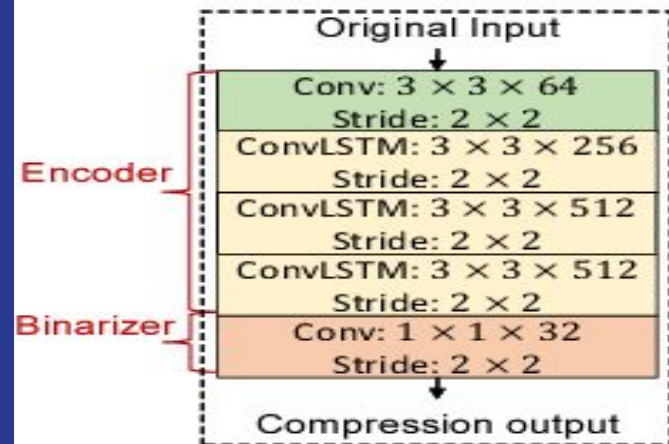 Original Input
Conv: 3 × 3 × 64
Stride: 2 × 2
ConvLSTM: 3 × 3 × 256
Stride: 2 × 2
Encoder
ConvLSTM: 3 × 3 × 512
Stride: 2 × 2
ConvLSTM: 3 × 3 × 512
Stride: 2 × 2
Binarizer
Conv: 1 × 1 × 32
Stride: 2 × 2
Compression output